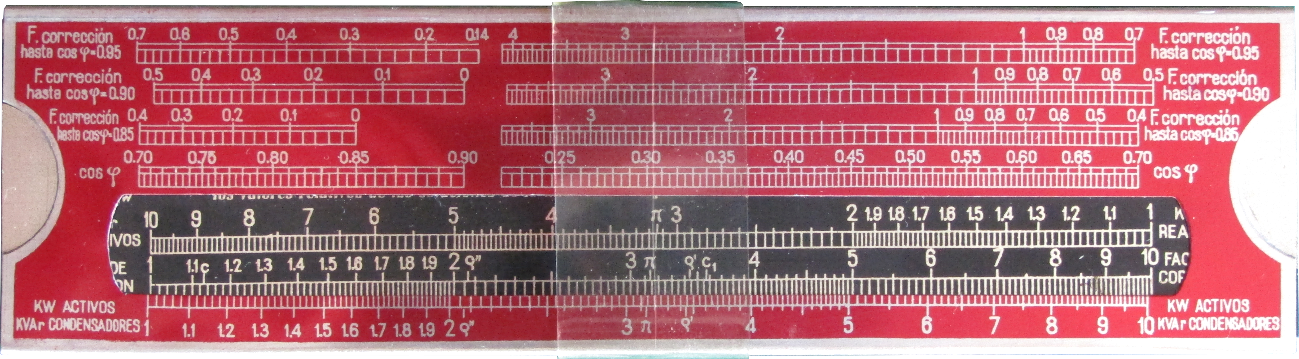 F. corrección 0.7 0.6 0.5 0.4 0.3 0.2 0.14 4 3 2 1 0.9 0.8 0.7 F. corrección
hasta cos φ=0.95 hasta cos φ=0.95
F. corrección 0.5 0.4 0.3 0.2 0.1 0 3 2 1 0.9 0.8 0.7 0.6 0.5 F. corrección
hasta cos φ=0.90 hasta cos φ=0.90
F. corrección 0.4 0.3 0.2 0.1 0 3 2 1 0.9 0.8 0.7 0.6 0.5 0.4 F. corrección
hasta cos φ=0.85 hasta cos φ=0.85
0.70 0.75 0.80 0.85 0.90 0.25 0.30 0.35 0.40 0.45 0.50 0.55 0.60 0.65 0.70
cos φ cos φ
10 9 8 7 6 5 4 π 3 2 1.9 1.8 1.7 1.6 1.5 1.4 1.3 1.2 1.1 1 K
IVOS REA
DE 1 1.1 c 1.2 1.3 1.4 1.5 1.6 1.7 1.8 1.9 2 ϱ" 3 π ϱ' c₁ 4 5 6 7 8 9 10 FAC
ON COR
KW ACTIVOS KW ACTIVOS
KVAr CONDENSADORES 1 1.1 1.2 1.3 1.4 1.5 1.6 1.7 1.8 1.9 2 ϱ" 3 π ϱ' 4 5 6 7 8 9 10 KVAr CONDENSADORES